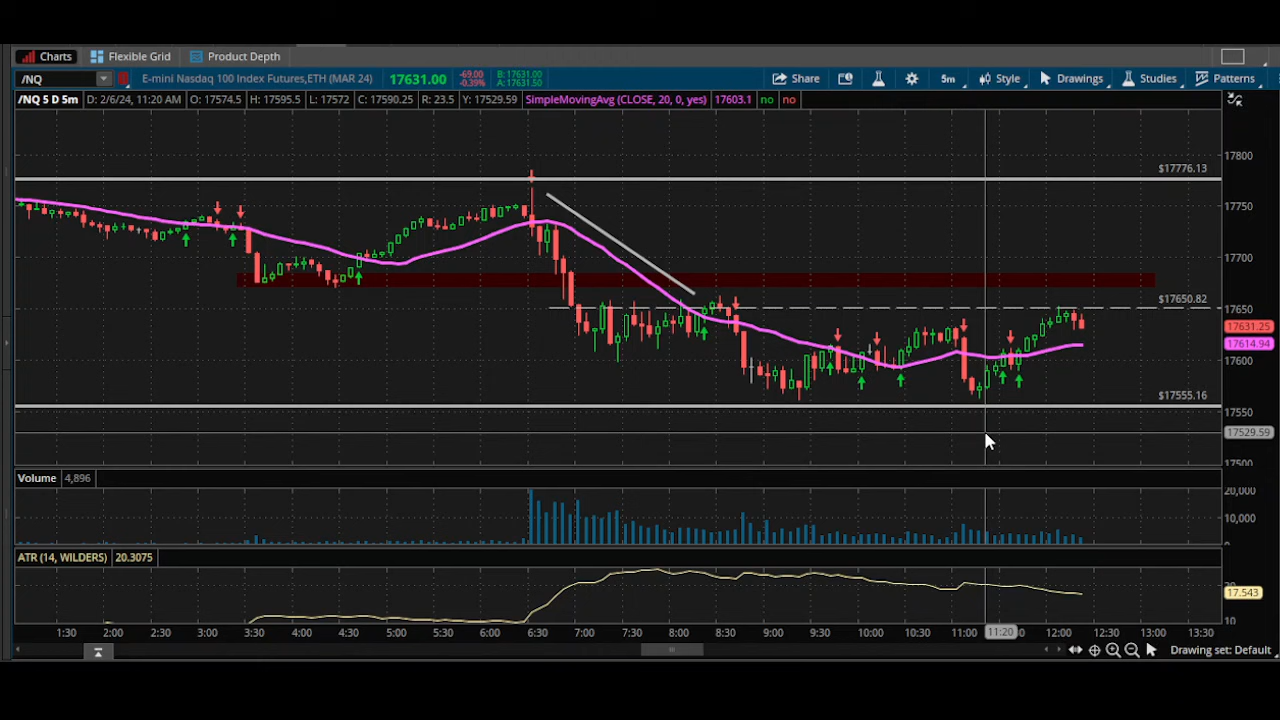 Charts Flexible Grid Product Depth
/NQ E-mini Nasdaq 100 Index Futures,ETH (MAR 24) 17631.00 -69.00 -0.39% B: 17631.00 A: 17631.50 Share 5m Style Drawings Studies Patterns
/NQ 5 D 5m D: 2/6/24, 11:20 AM O: 17574.5 H: 17595.5 L: 17572 C: 17590.25 R: 23.5 Y: 17529.59 SimpleMovingAvg (CLOSE, 20, 0, yes) 17603.1 no no
17800
$17776.13
17750
17700
$17650.82
17650
17631.25
17614.94
17600
$17555.16
17550
17529.59
17500
Volume 4,896
20,000
10,000
ATR (14, WILDERS) 20.3075
20
17.543
10
1:30 2:00 2:30 3:00 3:30 4:00 4:30 5:00 5:30 6:00 6:30 7:00 7:30 8:00 8:30 9:00 9:30 10:00 10:30 11:00 11:20 12:00 12:30 13:00 13:30
Drawing set: Default